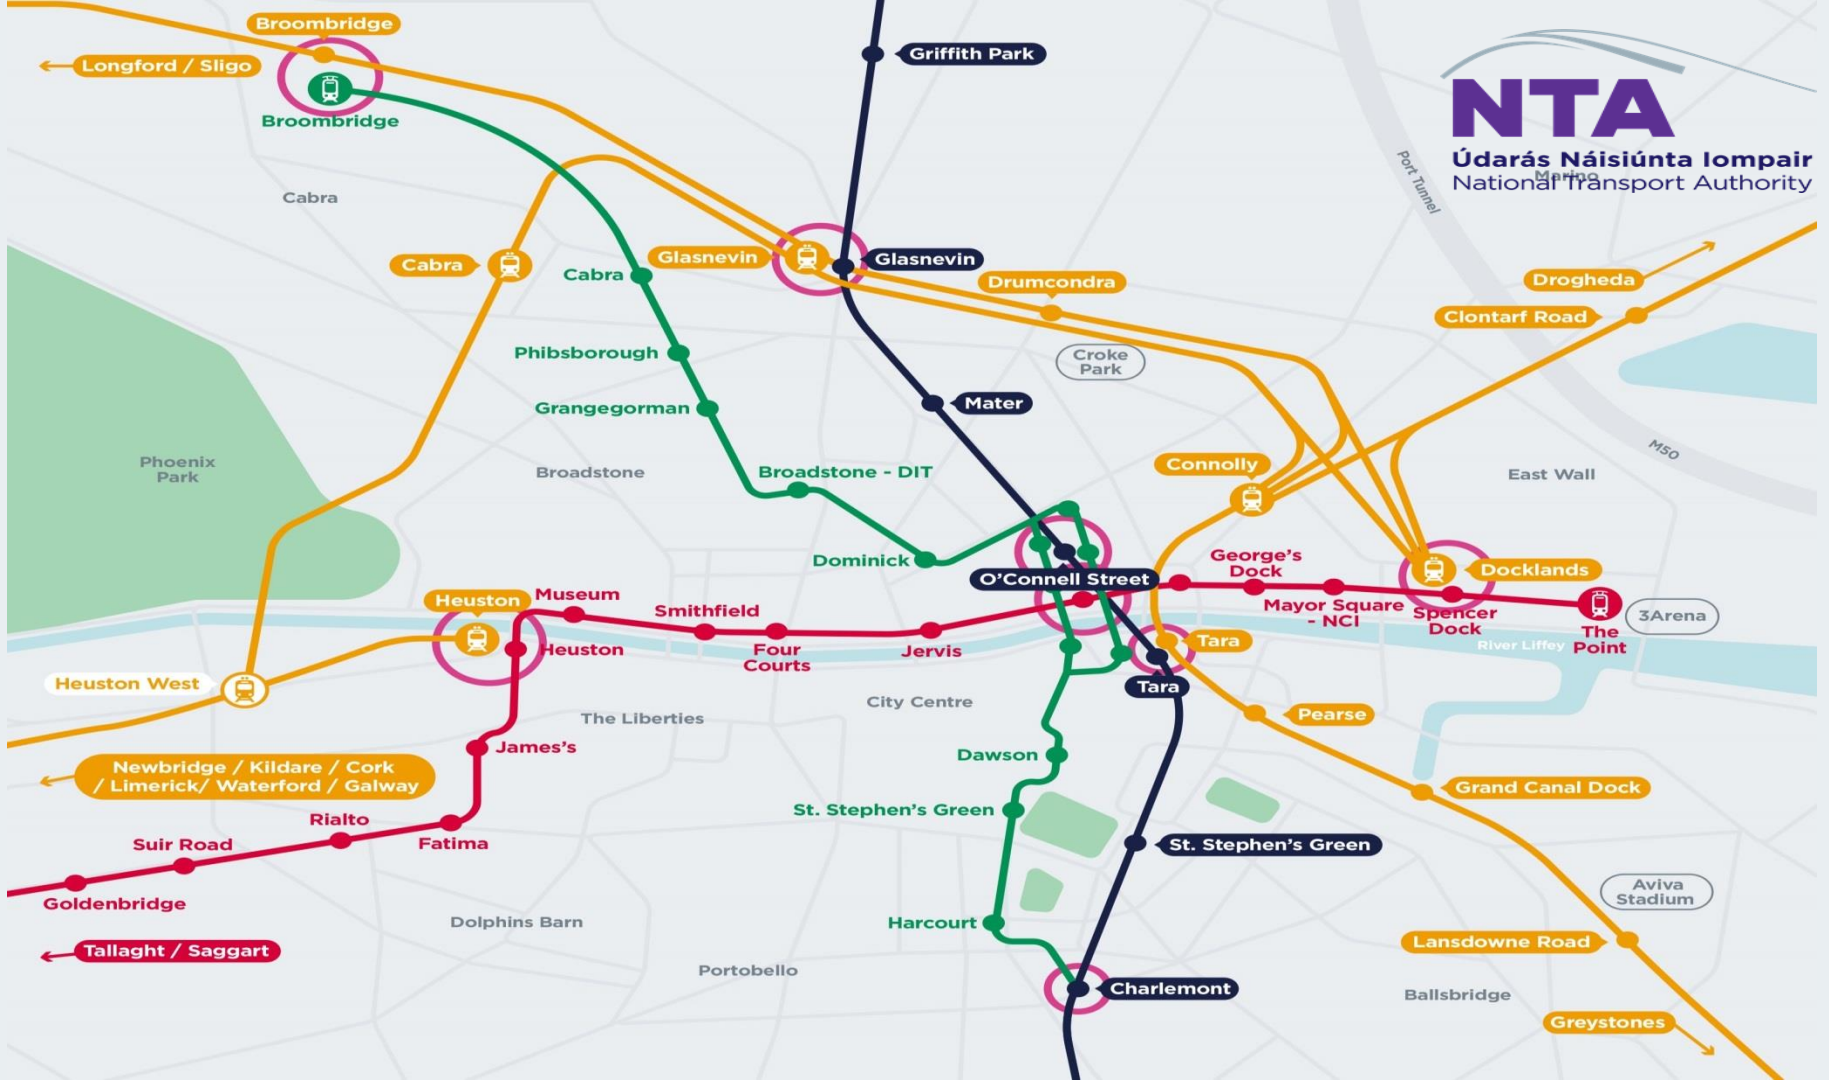 Broombridge
Longford / Sligo
Broombridge
Griffith Park
NTA
Údarás Náisiúnta Iompair
National Transport Authority
Marino
Port Tunnel
Cabra
Cabra
Cabra
Glasnevin
Glasnevin
Drumcondra
Drogheda
Clontarf Road
Phibsborough
Croke
Park
Grangegorman
Mater
Phoenix
Park
Broadstone
Broadstone - DIT
Connolly
M50
East Wall
Dominick
O'Connell Street
George's
Dock
Docklands
Heuston
Museum
Smithfield
Mayor Square
- NCI
Spencer
Dock
The
Point
3Arena
Heuston
Four
Courts
Jervis
Tara
River Liffey
Heuston West
Tara
City Centre
The Liberties
Pearse
James's
Dawson
Newbridge / Kildare / Cork
/ Limerick/ Waterford / Galway
Grand Canal Dock
St. Stephen's Green
Rialto
Suir Road
Fatima
St. Stephen's Green
Goldenbridge
Aviva
Stadium
Dolphins Barn
Harcourt
Tallaght / Saggart
Lansdowne Road
Portobello
Charlemont
Ballsbridge
Greystones